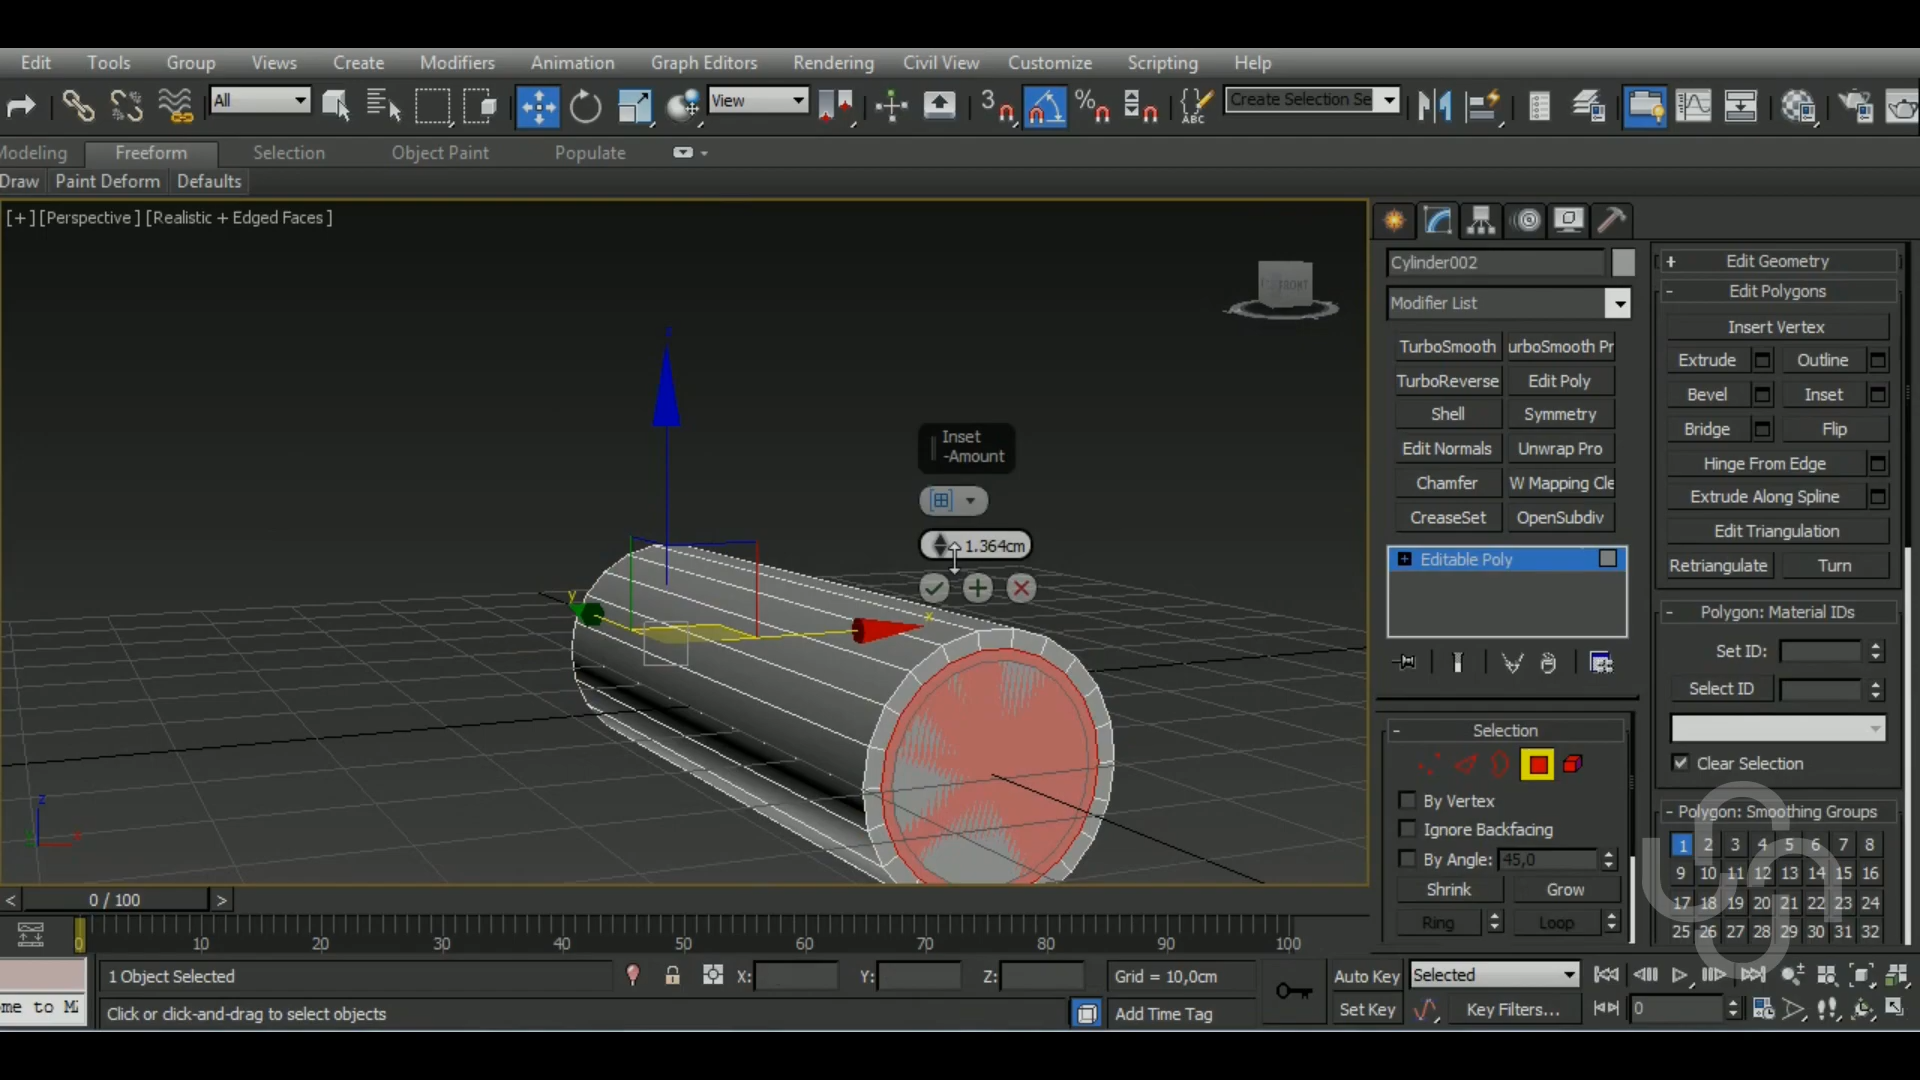 Edit Tools Group Views Create Modifiers Animation Graph Editors Rendering Civil View Customize Scripting Help
All View 3 % ABC Create Selection Se
Modeling Freeform Selection Object Paint Populate
Draw Paint Deform Defaults
[+] [Perspective ] [Realistic + Edged Faces ]
FRONT
Inset
-Amount
1.364cm
z
y
x
z
x
Cylinder002
Modifier List
TurboSmooth urboSmooth Pr
TurboReverse Edit Poly
Shell Symmetry
Edit Normals Unwrap Pro
Chamfer W Mapping Cle
CreaseSet OpenSubdiv
Editable Poly
Selection
By Vertex
Ignore Backfacing
By Angle: 45,0
Shrink Grow
Ring Loop
Edit Geometry
Edit Polygons
Insert Vertex
Extrude Outline
Bevel Inset
Bridge Flip
Hinge From Edge
Extrude Along Spline
Edit Triangulation
Retriangulate Turn
Polygon: Material IDs
Set ID:
Select ID
Clear Selection
Polygon: Smoothing Groups
1 2 3 4 5 6 7 8
9 10 11 12 13 14 15 16
17 18 19 20 21 22 23 24
25 26 27 28 29 30 31 32
< 0 / 100 >
0 10 20 30 40 50 60 70 80 90 100
1 Object Selected X: Y: Z: Grid = 10,0cm Auto Key Selected
ome to Mi Click or click-and-drag to select objects Add Time Tag Set Key Key Filters... 0